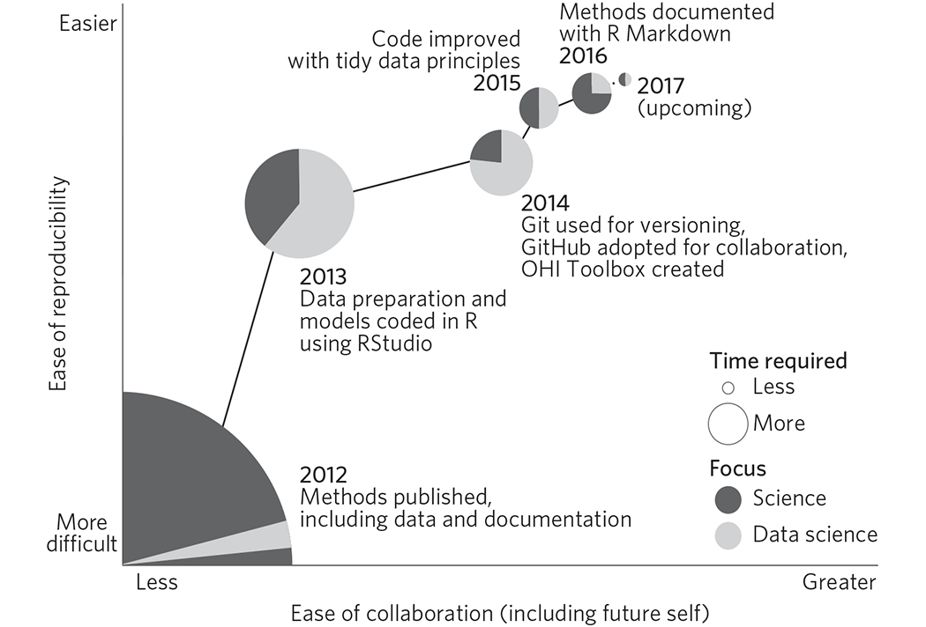 Easier
Methods documented
with R Markdown
2016
Code improved
with tidy data principles
2015
2017
(upcoming)
2014
Git used for versioning,
GitHub adopted for collaboration,
OHI Toolbox created
2013
Data preparation and
models coded in R
using RStudio
Ease of reproducibility
2012
Methods published,
including data and documentation
More
difficult
Time required
Less
More
Focus
Science
Data science
Less
Greater
Ease of collaboration (including future self)